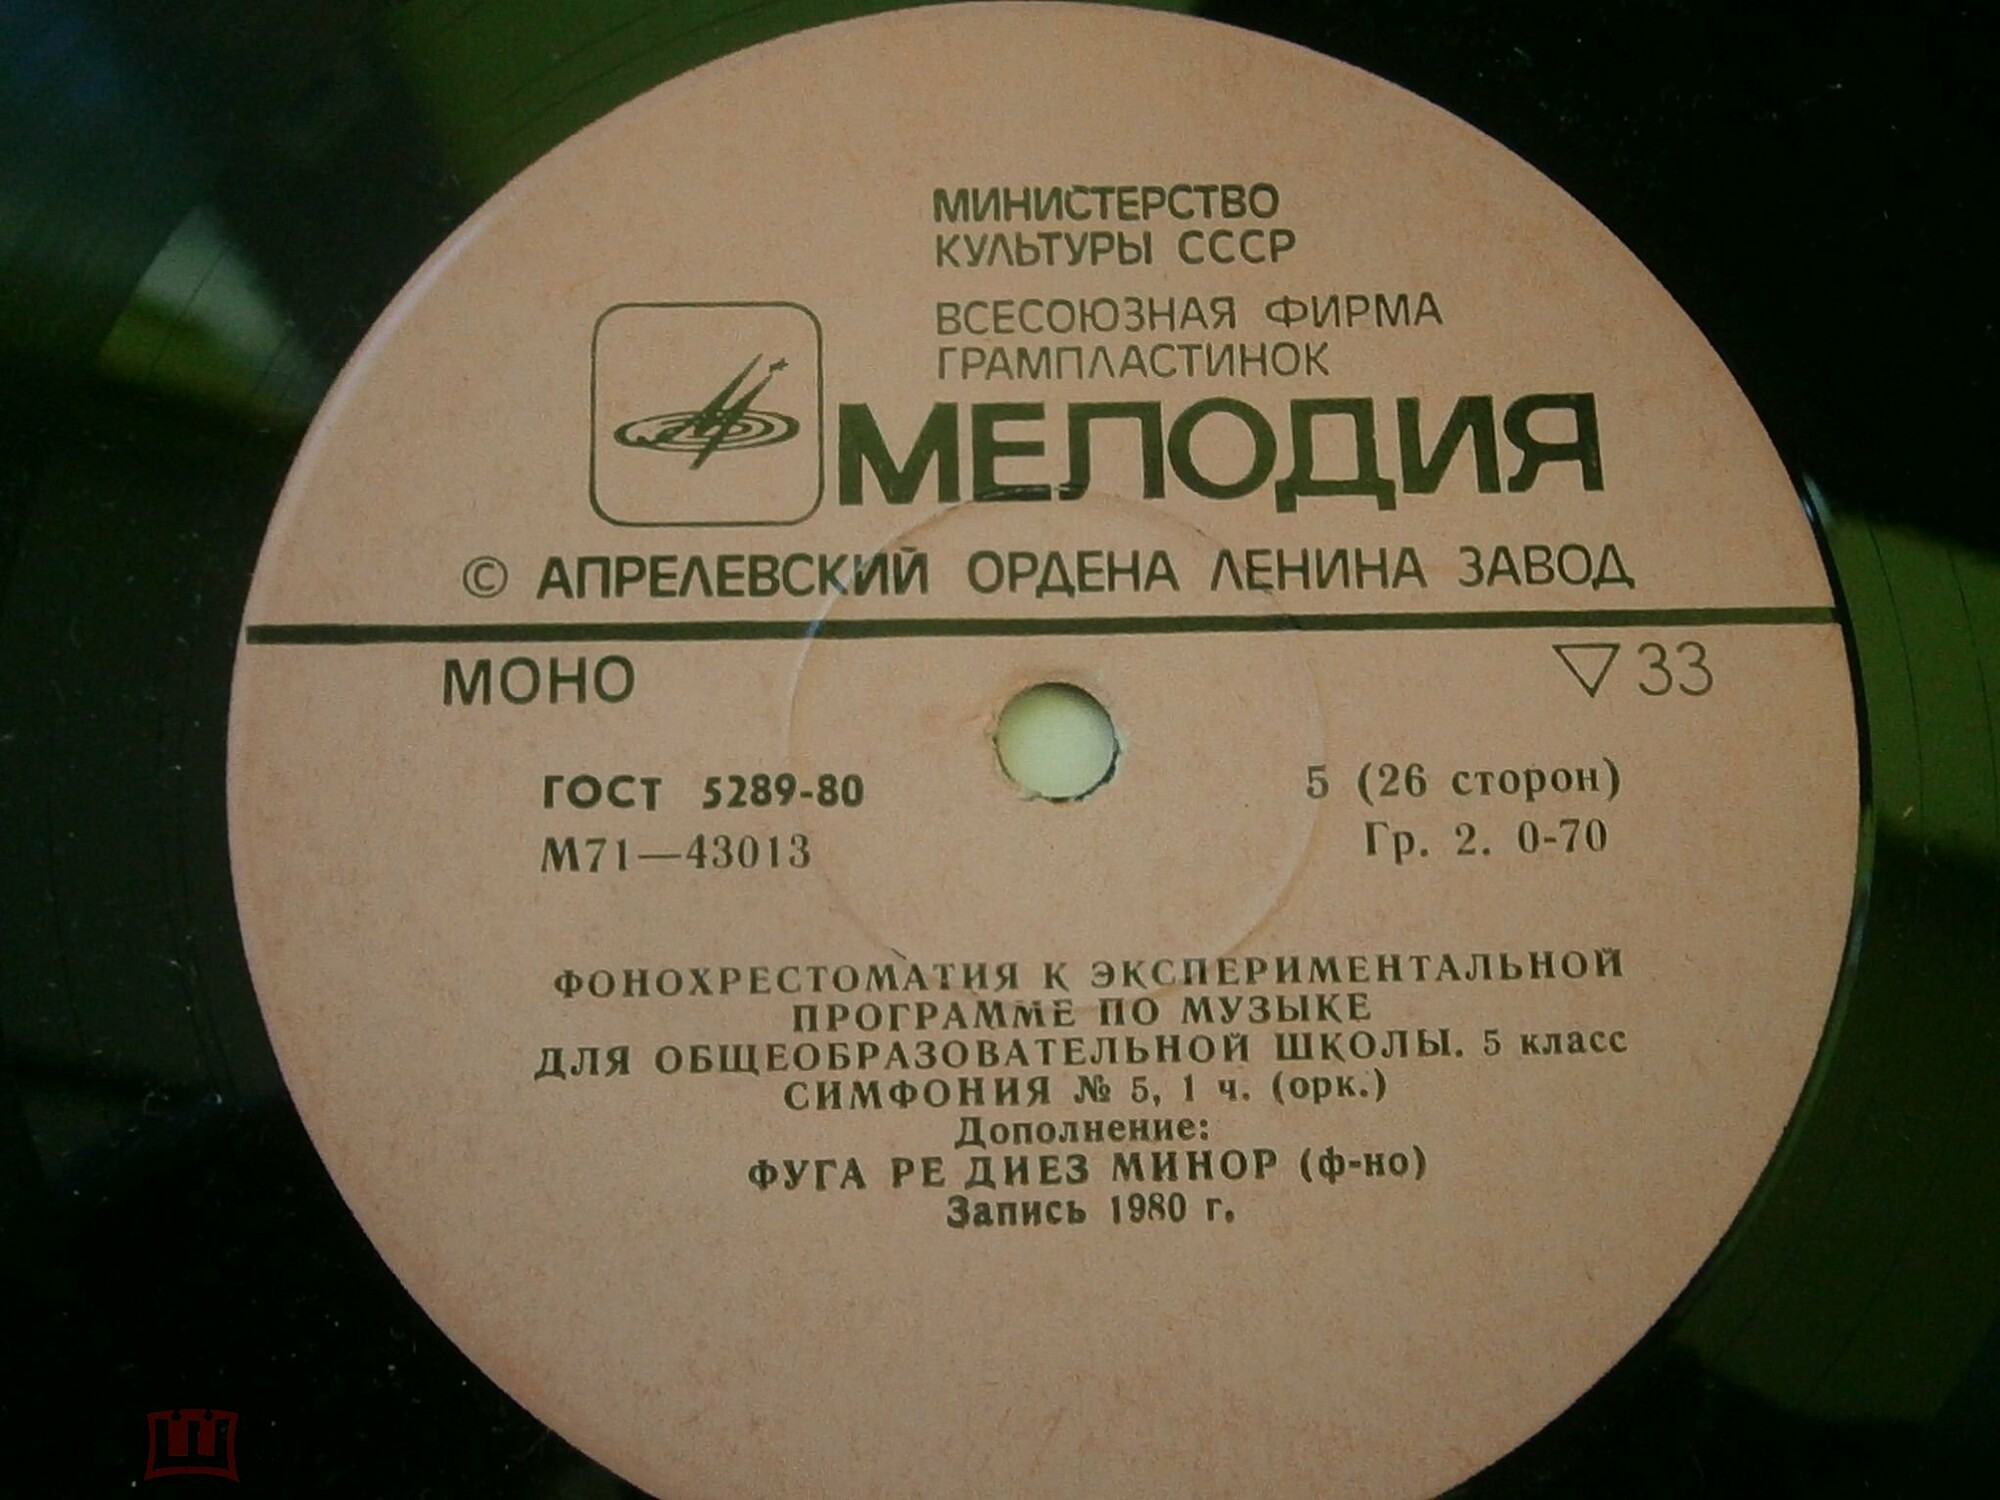 МИНИСТЕРСТВО
КУЛЬТУРЫ СССР
ВСЕСОЮЗНАЯ ФИРМА
ГРАМПЛАСТИНОК
МЕЛОДИЯ
© АПРЕЛЕВСКИЙ ОРДЕНА ЛЕНИНА ЗАВОД
МОНО
▽33
ГОСТ 5289-80
5 (26 сторон)
М71—43013
Гр. 2. 0-70
ФОНОХРЕСТОМАТИЯ К ЭКСПЕРИМЕНТАЛЬНОЙ
ПРОГРАММЕ ПО МУЗЫКЕ
ДЛЯ ОБЩЕОБРАЗОВАТЕЛЬНОЙ ШКОЛЫ. 5 класс
СИМФОНИЯ № 5, 1 ч. (орк.)
Дополнение:
ФУГА РЕ ДИЕЗ МИНОР (ф-но)
Запись 1980 г.